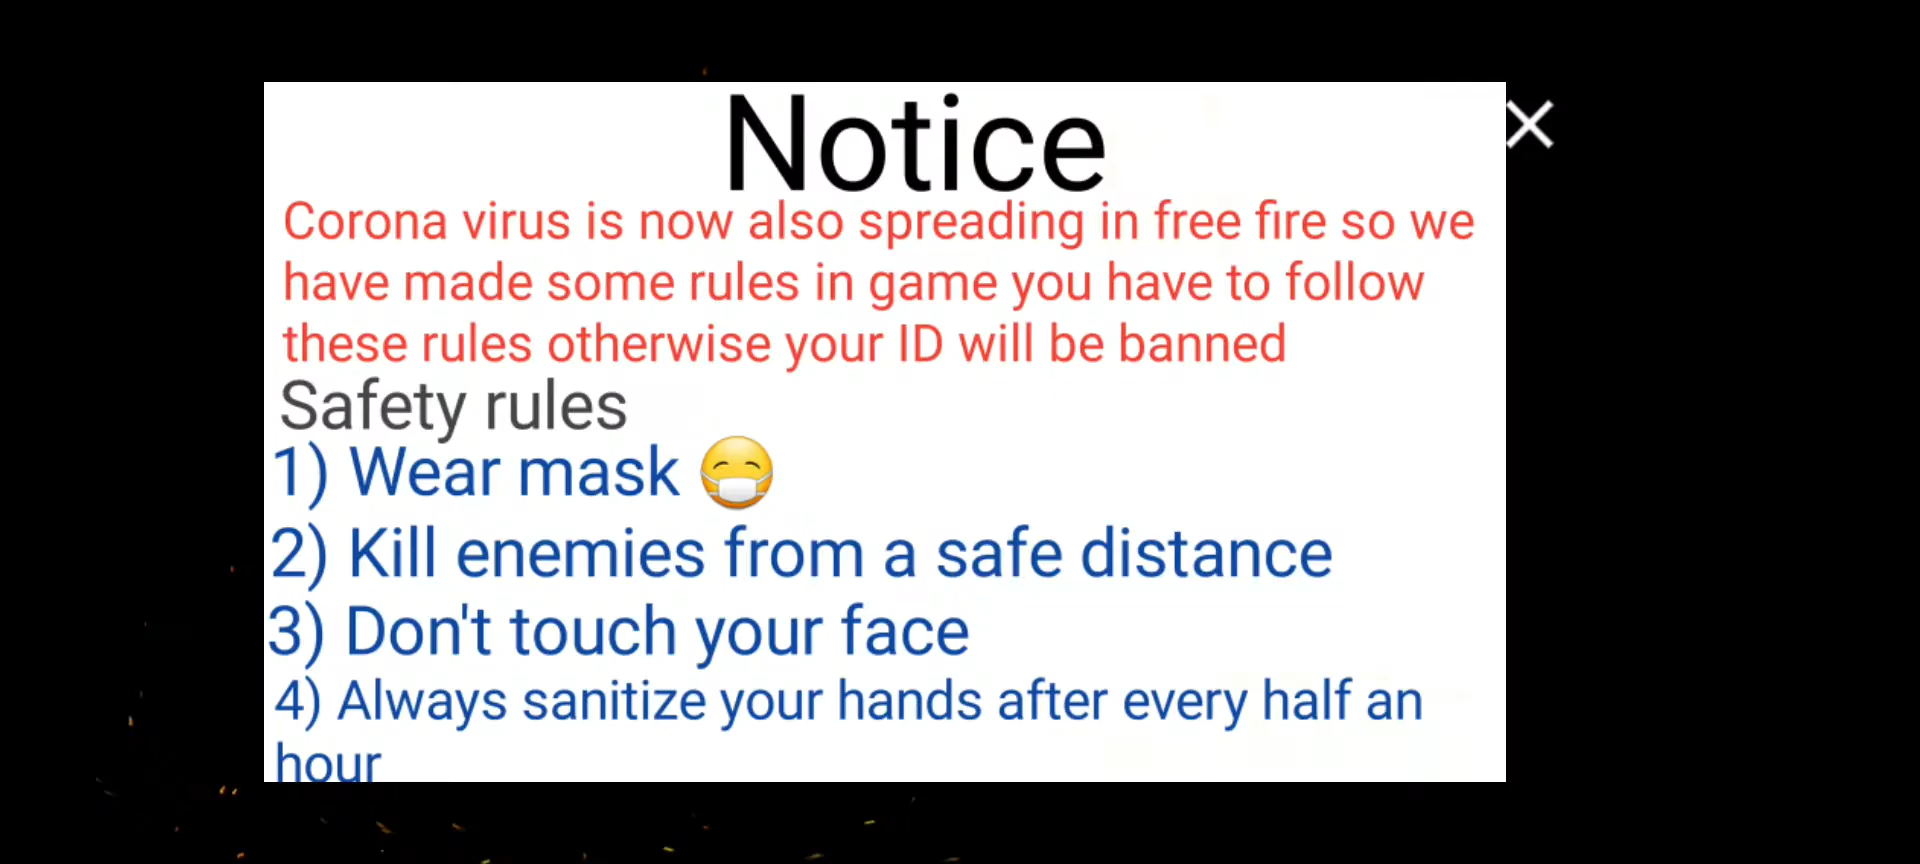 Notice
Corona virus is now also spreading in free fire so we
have made some rules in game you have to follow
these rules otherwise your ID will be banned
Safety rules
1) Wear mask 😷
2) Kill enemies from a safe distance
3) Don't touch your face
4) Always sanitize your hands after every half an
hour